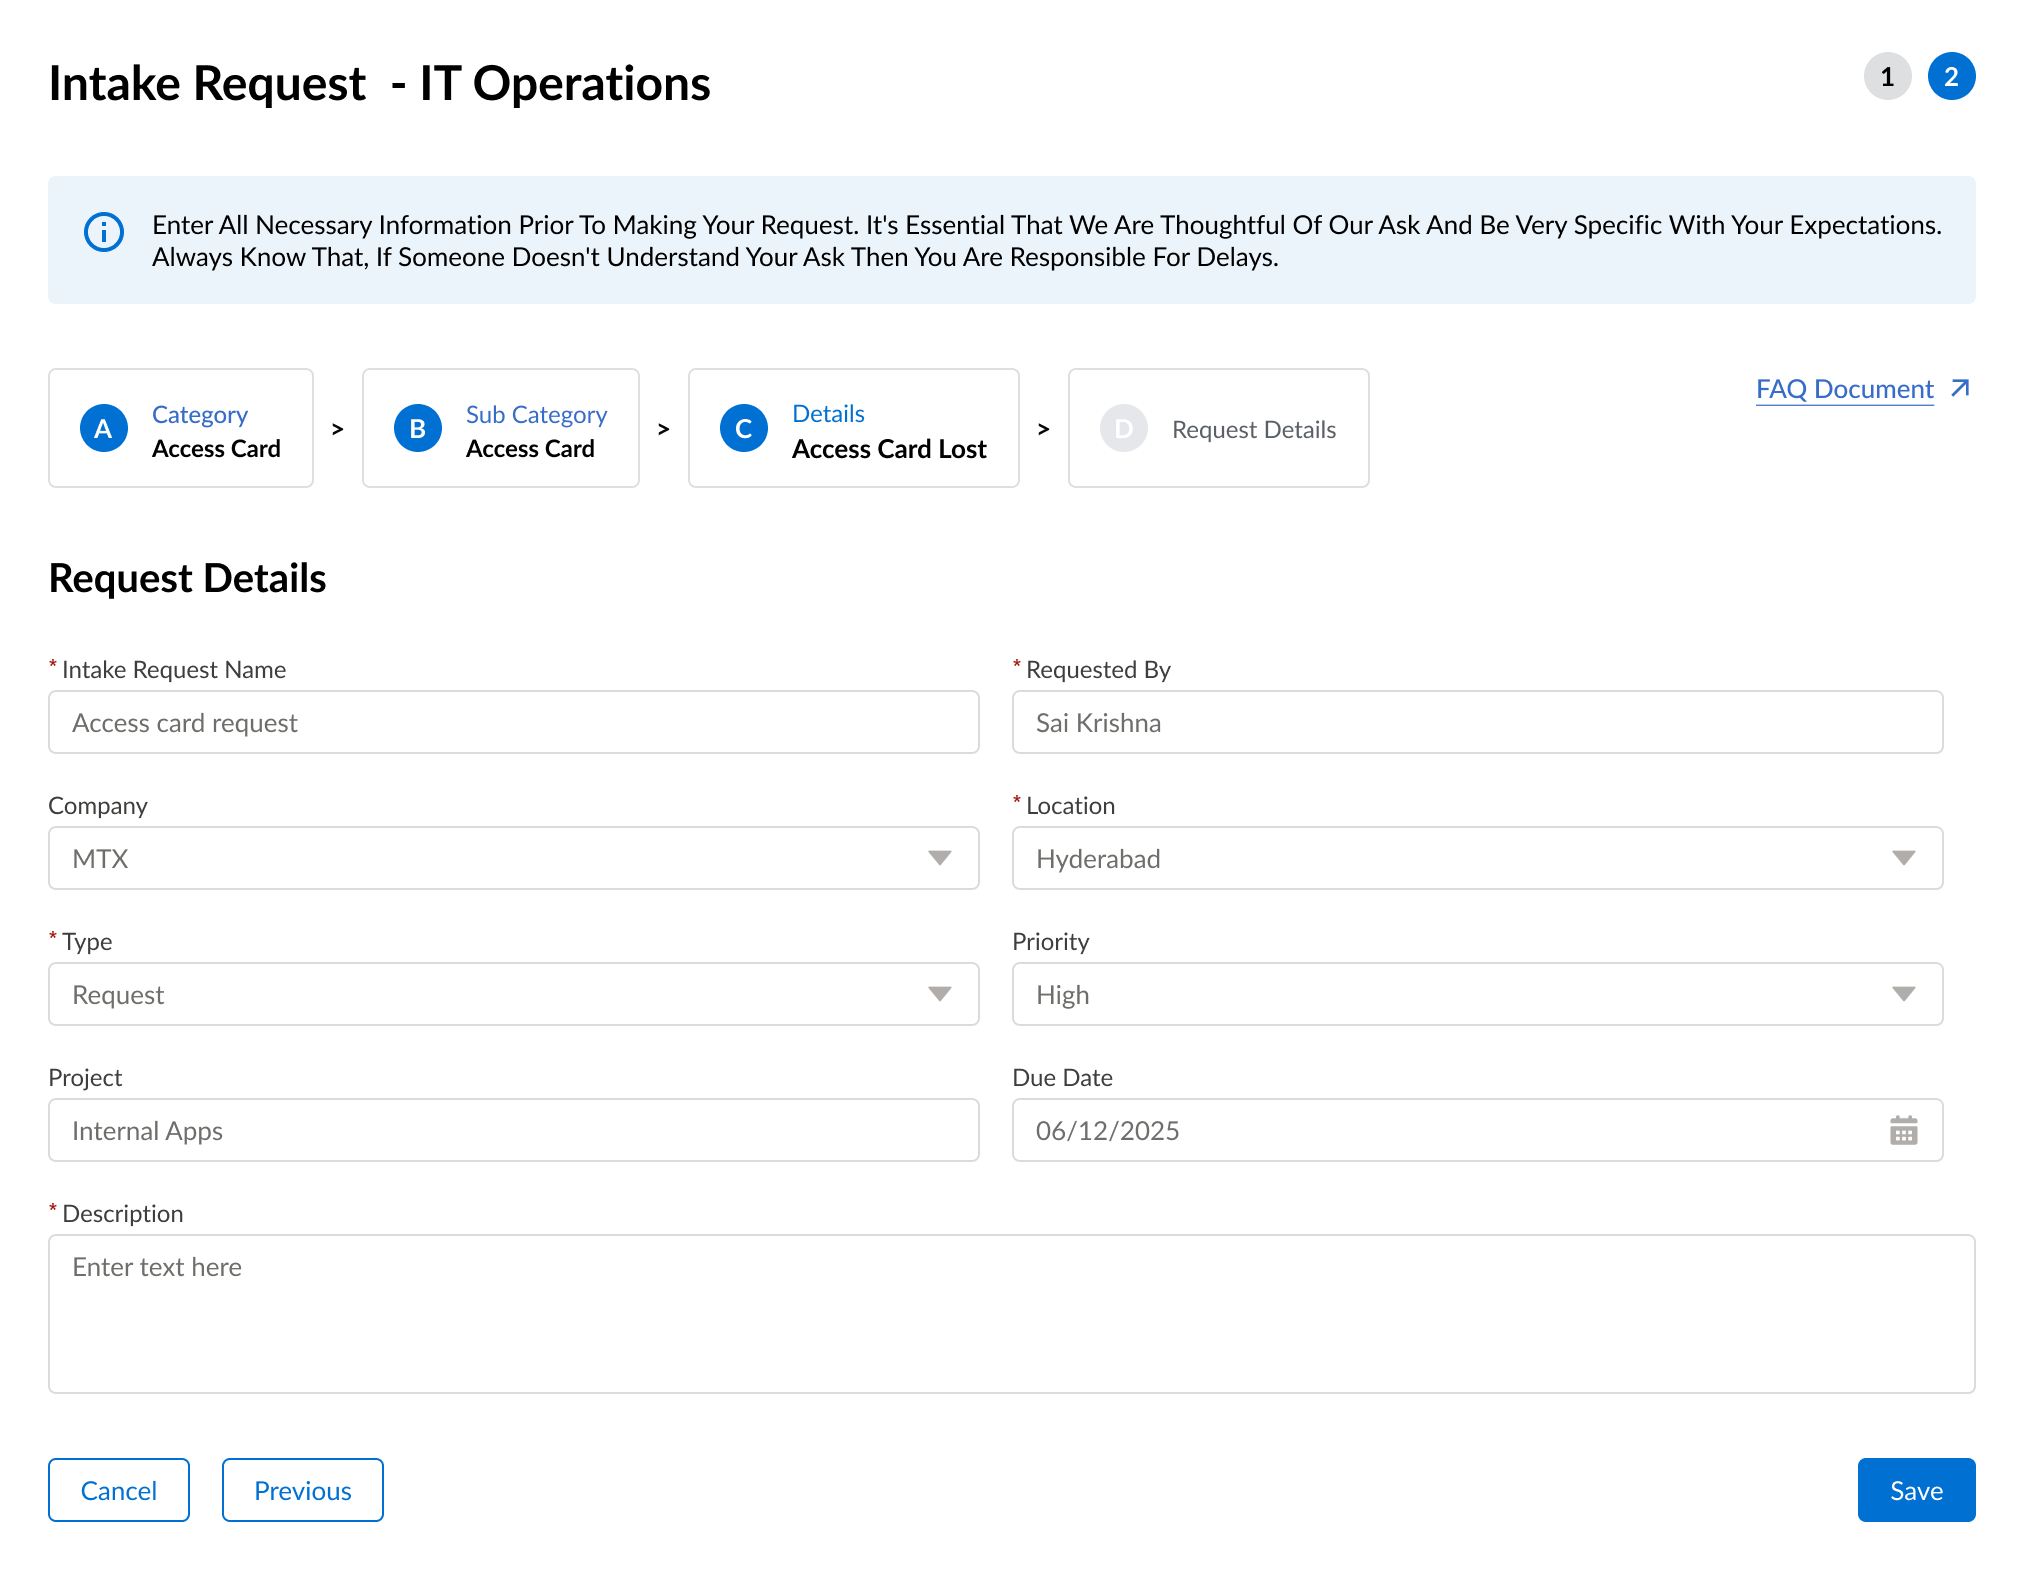 Intake Request - IT Operations
1 2
Enter All Necessary Information Prior To Making Your Request. It's Essential That We Are Thoughtful Of Our Ask And Be Very Specific With Your Expectations.
Always Know That, If Someone Doesn't Understand Your Ask Then You Are Responsible For Delays.
A Category
Access Card
>
B Sub Category
Access Card
>
C Details
Access Card Lost
>
D Request Details
FAQ Document
Request Details
* Intake Request Name
Access card request
* Requested By
Sai Krishna
Company
MTX
* Location
Hyderabad
* Type
Request
Priority
High
Project
Internal Apps
Due Date
06/12/2025
* Description
Enter text here
Cancel
Previous
Save